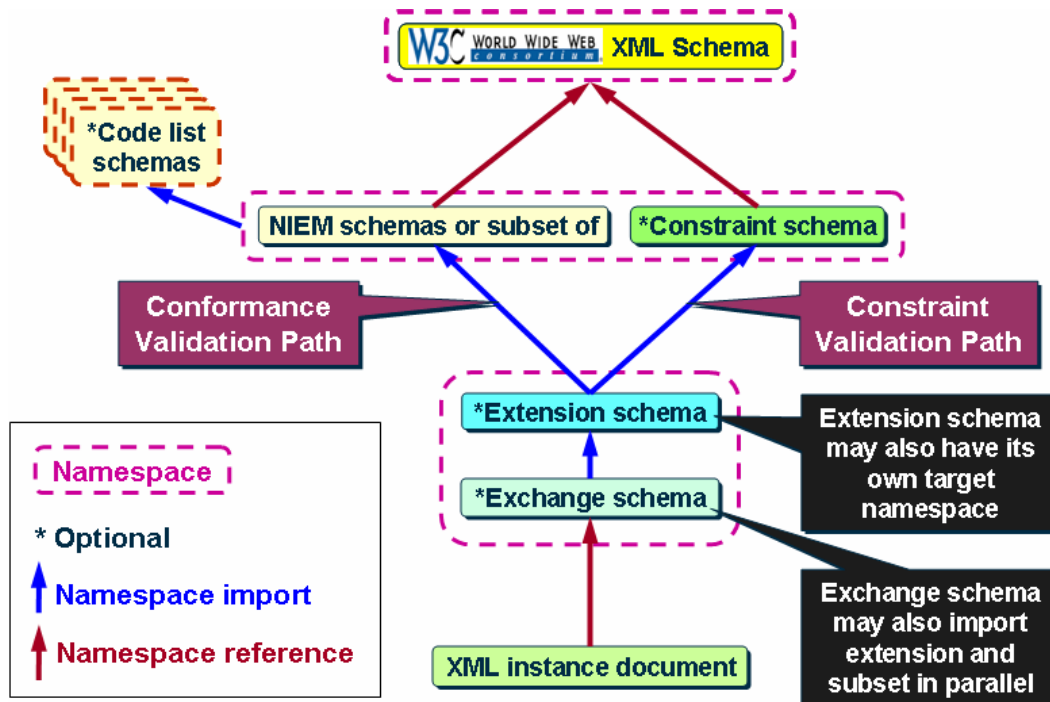 W3C WORLD WIDE WEB
consortium
XML Schema
*Code list
schemas
NIEM schemas or subset of
*Constraint schema
Conformance
Validation Path
Constraint
Validation Path
*Extension schema
*Exchange schema
Extension schema
may also have its
own target
namespace
Exchange schema
may also import
extension and
subset in parallel
XML instance document
Namespace
* Optional
Namespace import
Namespace reference